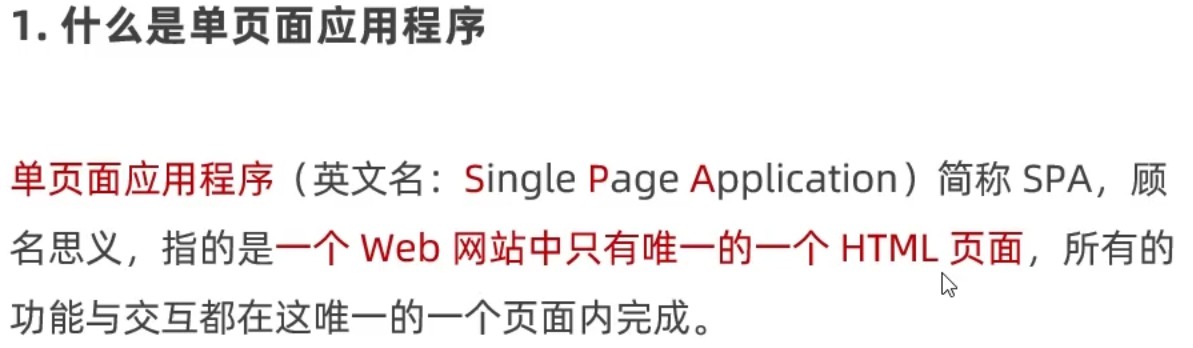 1. 什么是单页面应用程序
单页面应用程序（英文名：Single Page Application）简称 SPA，顾
名思义，指的是一个 Web 网站中只有唯一的一个 HTML 页面，所有的
功能与交互都在这唯一的一个页面内完成。